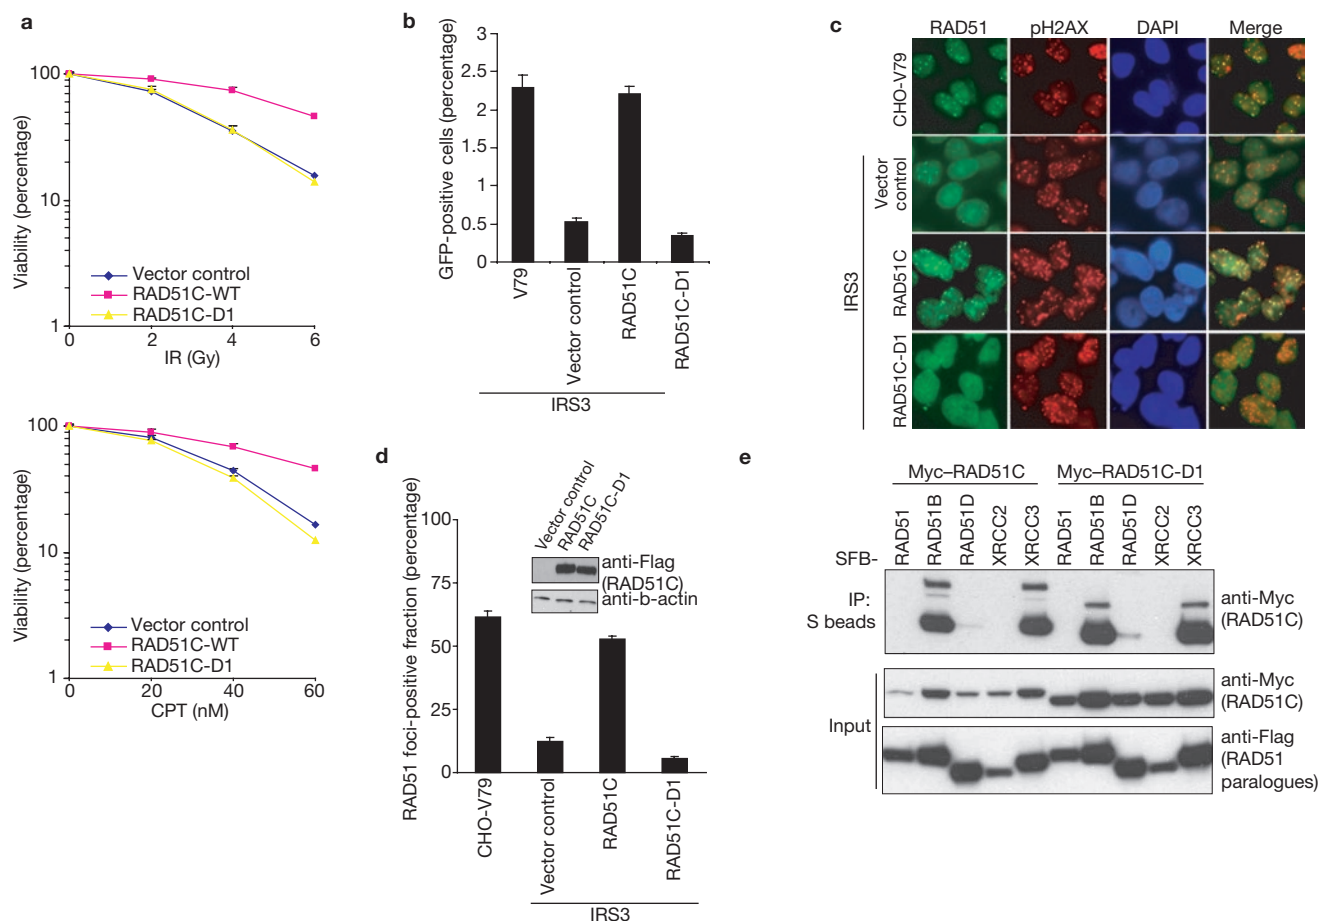 a
Viability (percentage)
100
10
1
Vector control
RAD51C-WT
RAD51C-D1
0 2 4 6
IR (Gy)
Viability (percentage)
100
10
1
Vector control
RAD51C-WT
RAD51C-D1
0 20 40 60
CPT (nM)
b
GFP-positive cells (percentage)
3
2.5
2
1.5
1
0.5
0
V79
Vector control
RAD51C
RAD51C-D1
IRS3
c
RAD51 pH2AX DAPI Merge
CHO-V79
Vector
control
RAD51C
RAD51C-D1
IRS3
d
RAD51 foci-positive fraction (percentage)
100
75
50
25
0
Vector control
RAD51C
RAD51C-D1
anti-Flag
(RAD51C)
anti-b-actin
CHO-V79
Vector control
RAD51C
RAD51C-D1
IRS3
e
Myc–RAD51C Myc–RAD51C-D1
SFB-
RAD51
RAD51B
RAD51D
XRCC2
XRCC3
RAD51
RAD51B
RAD51D
XRCC2
XRCC3
IP:
S beads
anti-Myc
(RAD51C)
Input
anti-Myc
(RAD51C)
anti-Flag
(RAD51
paralogues)